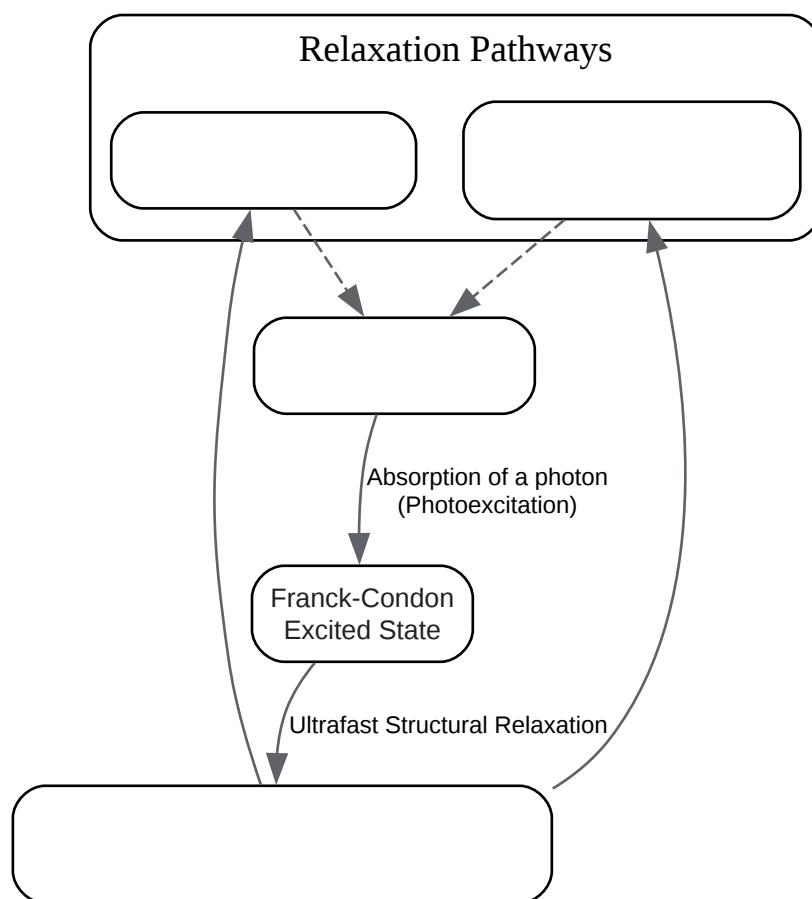 Relaxation Pathways
Absorption of a photon
(Photoexcitation)
Franck-Condon
Excited State
Ultrafast Structural Relaxation